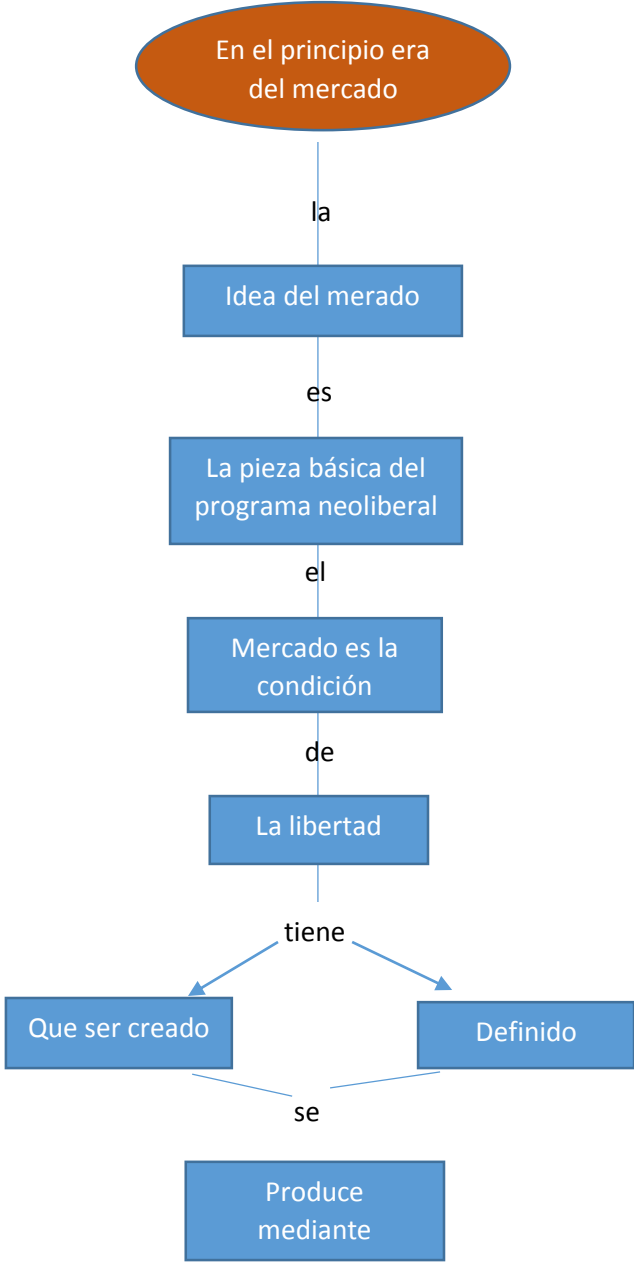 En el principio era
del mercado
la
Idea del merado
es
La pieza básica del
programa neoliberal
el
Mercado es la
condición
de
La libertad
tiene
Que ser creado
Definido
se
Produce
mediante